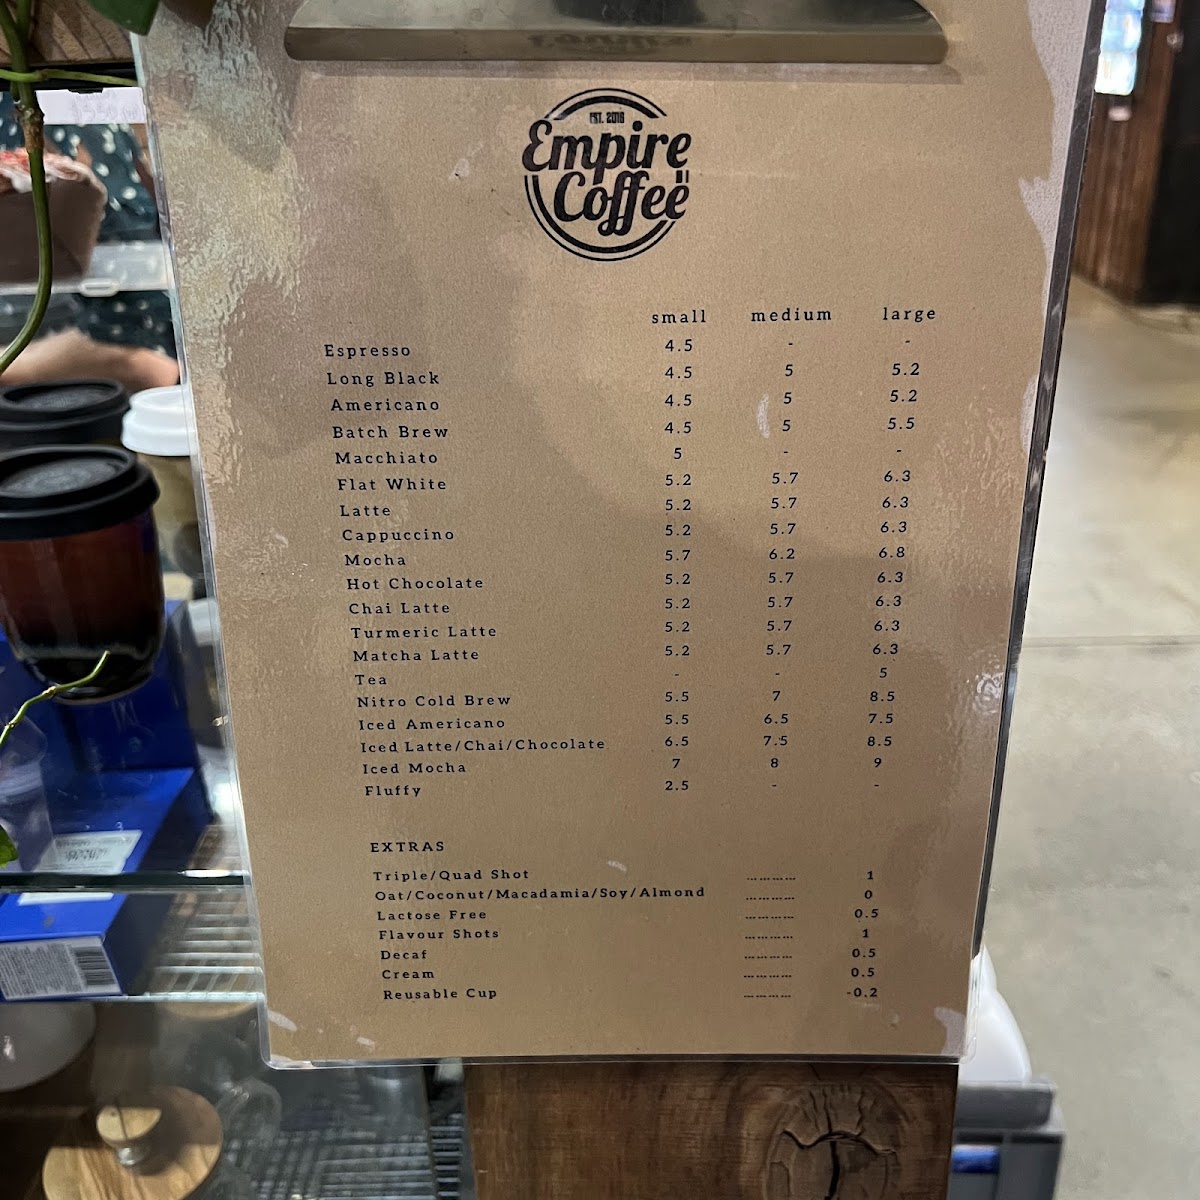 EST. 2016
Empire
Coffee
small medium large
Espresso 4.5 - -
Long Black 4.5 5 5.2
Americano 4.5 5 5.2
Batch Brew 4.5 5 5.5
Macchiato 5 - -
Flat White 5.2 5.7 6.3
Latte 5.2 5.7 6.3
Cappuccino 5.2 5.7 6.3
Mocha 5.7 6.2 6.8
Hot Chocolate 5.2 5.7 6.3
Chai Latte 5.2 5.7 6.3
Turmeric Latte 5.2 5.7 6.3
Matcha Latte 5.2 5.7 6.3
Tea - - 5
Nitro Cold Brew 5.5 7 8.5
Iced Americano 5.5 6.5 7.5
Iced Latte/Chai/Chocolate 6.5 7.5 8.5
Iced Mocha 7 8 9
Fluffy 2.5 - -
EXTRAS
Triple/Quad Shot ............ 1
Oat/Coconut/Macadamia/Soy/Almond ............ 0
Lactose Free ............ 0.5
Flavour Shots ............ 1
Decaf ............ 0.5
Cream ............ 0.5
Reusable Cup ............ -0.2